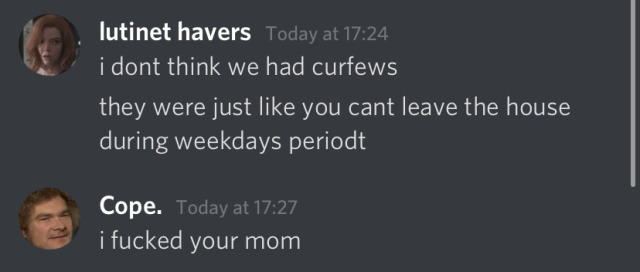 lutinet havers Today at 17:24
i dont think we had curfews
they were just like you cant leave the house
during weekdays periodt
Cope. Today at 17:27
i fucked your mom